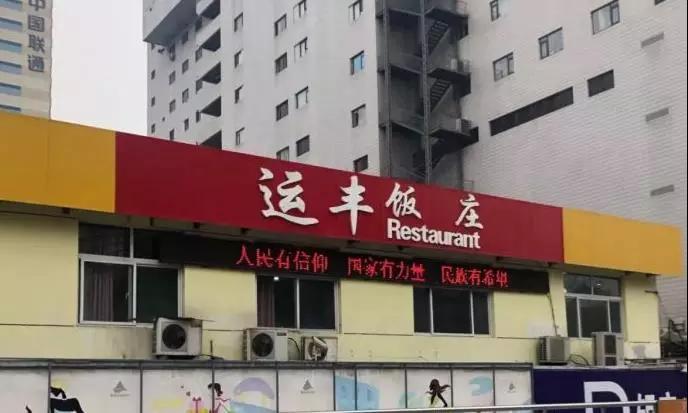 中国联通
运丰饭庄
Restaurant
人民有信仰 国家有力量 民族有希望